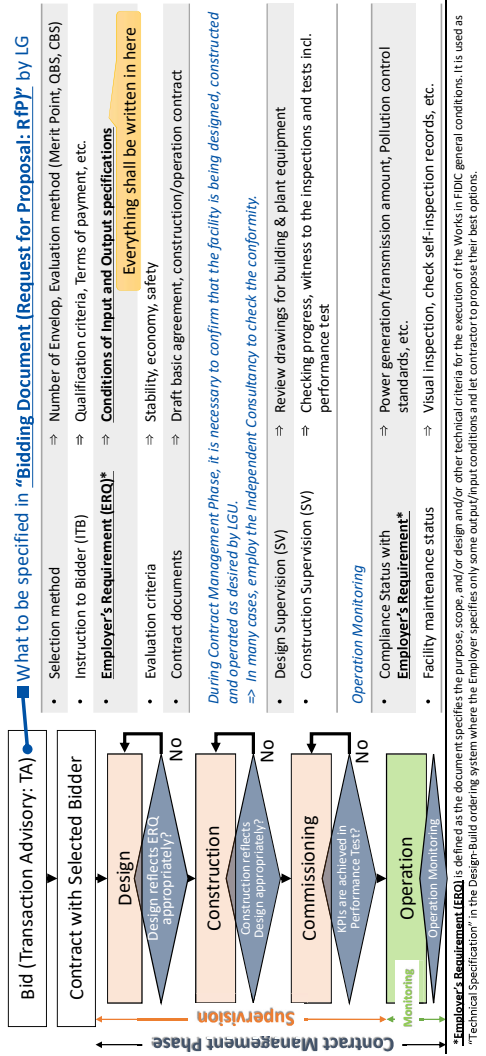 Bid (Transaction Advisory: TA)
Contract with Selected Bidder
Contract Management Phase
Supervision
Monitoring
Design
Design reflects ERQ
appropriately?
No
Construction
Construction reflects
Design appropriately?
No
Commissioning
KPIs are achieved in
Performance Test?
No
Operation
Operation Monitoring
What to be specified in “Bidding Document (Request for Proposal: RfP)” by LG
• Selection method ⇒ Number of Envelop, Evaluation method (Merit Point, QBS, CBS)
• Instruction to Bidder (ITB) ⇒ Qualification criteria, Terms of payment, etc.
• Employer’s Requirement (ERQ)* ⇒ Conditions of Input and Output specifications
Everything shall be written in here
• Evaluation criteria ⇒ Stability, economy, safety
• Contract documents ⇒ Draft basic agreement, construction/operation contract
During Contract Management Phase, it is necessary to confirm that the facility is being designed, constructed
and operated as desired by LGU.
=> In many cases, employ the Independent Consultancy to check the conformity.
• Design Supervision (SV) ⇒ Review drawings for building & plant equipment
• Construction Supervision (SV) ⇒ Checking progress, witness to the inspections and tests incl.
performance test
Operation Monitoring
• Compliance Status with ⇒ Power generation/transmission amount, Pollution control
Employer’s Requirement* standards, etc.
• Facility maintenance status ⇒ Visual inspection, check self-inspection records, etc.
*Employer’s Requirement (ERQ) is defined as the document specifies the purpose, scope, and/or design and/or other technical criteria for the execution of the Works in FIDIC general conditions. It is used as
“Technical Specification” in the Design-Build ordering system where the Employer specifies only some output/input conditions and let contractor to propose their best options.